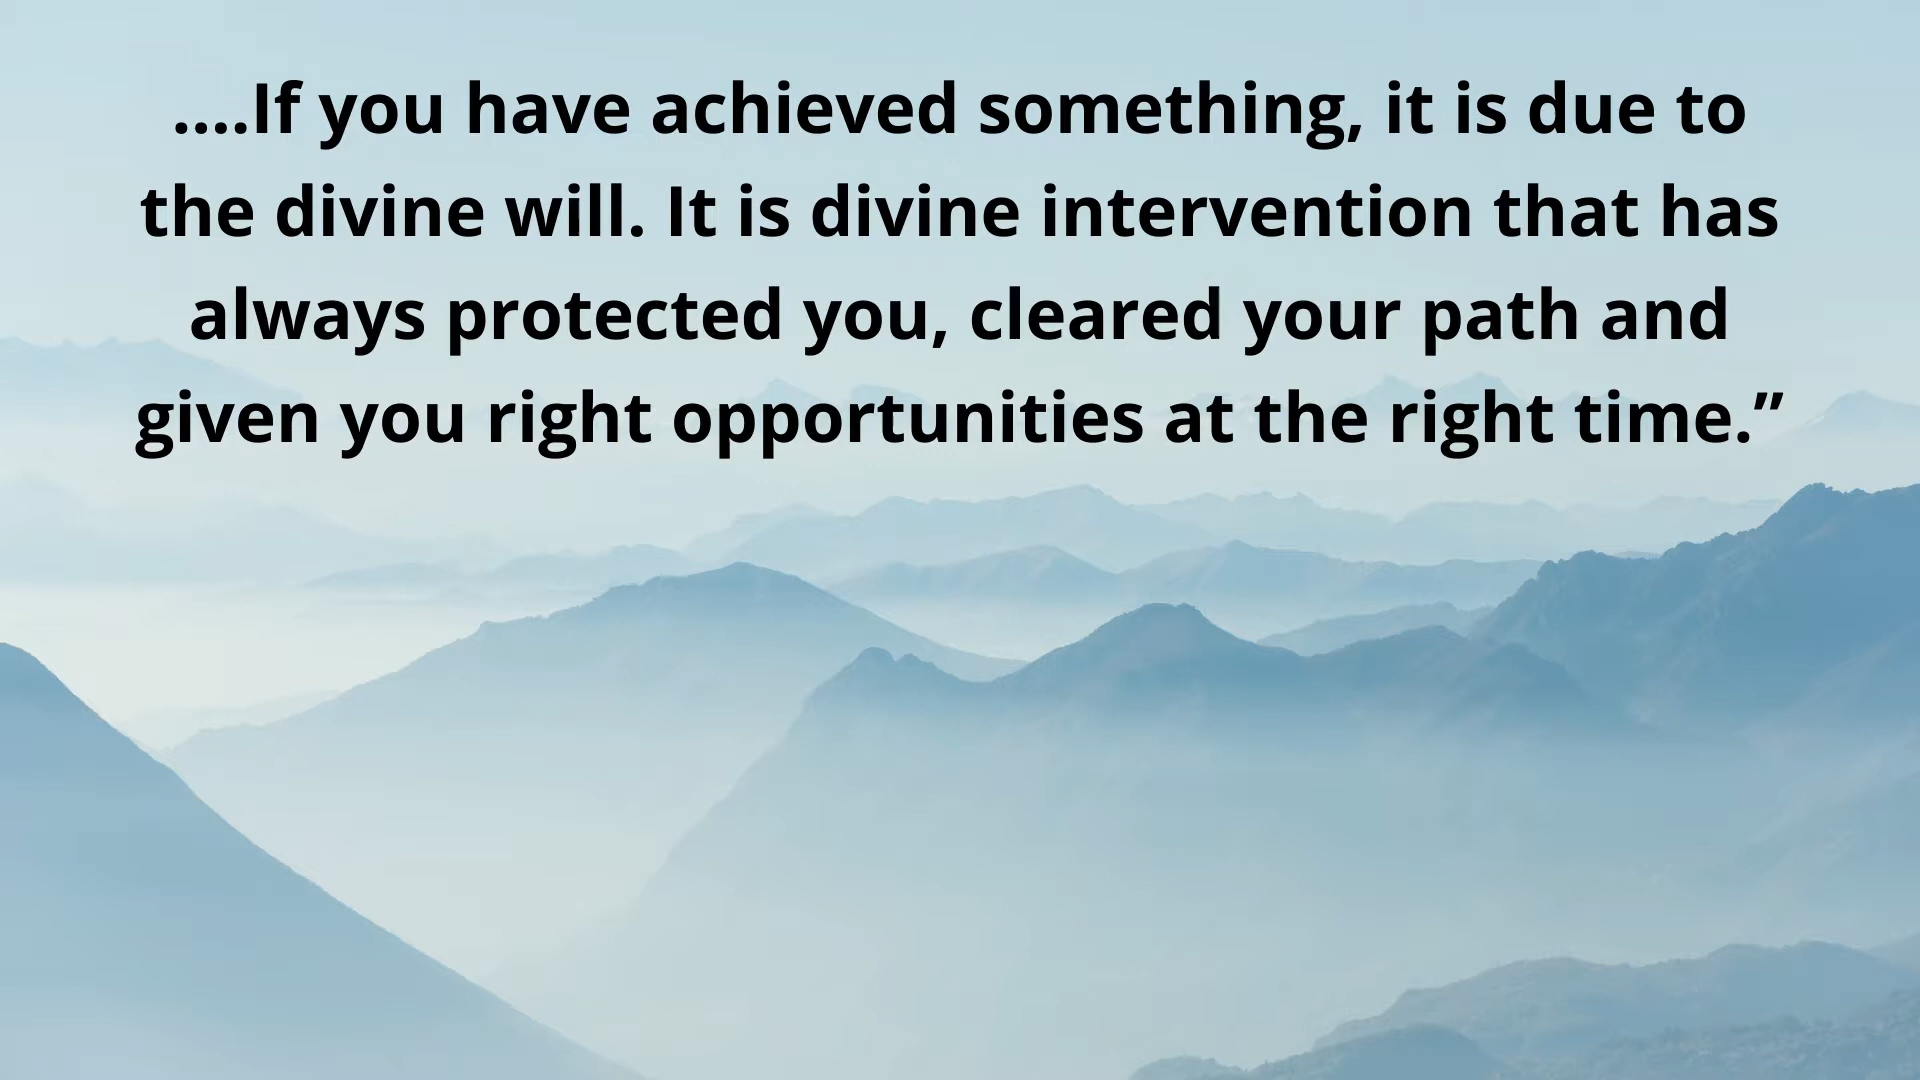 ....If you have achieved something, it is due to
the divine will. It is divine intervention that has
always protected you, cleared your path and
given you right opportunities at the right time.”